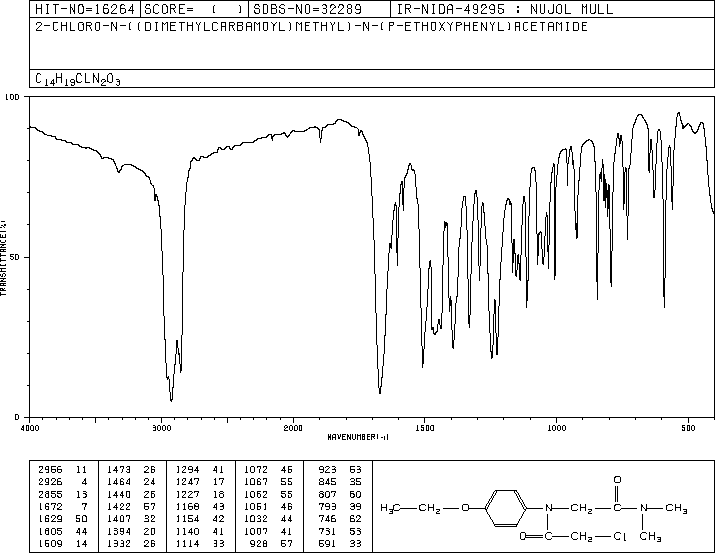 HIT-NO=16264 SCORE= ( ) SDBS-NO=32289 IR-NIDA-49295 : NUJOL MULL
2-CHLORO-N-((DIMETHYLCARBAMOYL)METHYL)-N-(P-ETHOXYPHENYL)ACETAMIDE
C14H19CLN2O3
100
50
0
TRANSMITTANCE(%)
4000 3000 2000 1500 1000 500
WAVENUMBER(-1)
2966 11 1473 26 1294 41 1072 46 923 53
2926 4 1464 24 1247 17 1067 55 845 35
2855 13 1440 26 1227 18 1062 55 807 60
1672 7 1422 57 1168 43 1051 46 793 39
1629 50 1407 32 1154 42 1032 44 746 62
1605 44 1394 20 1140 41 1007 41 731 53
1509 14 1332 26 1114 33 928 57 591 33
H3C—CH2—O N—CH2 O N—CH3
O CH2—Cl CH3